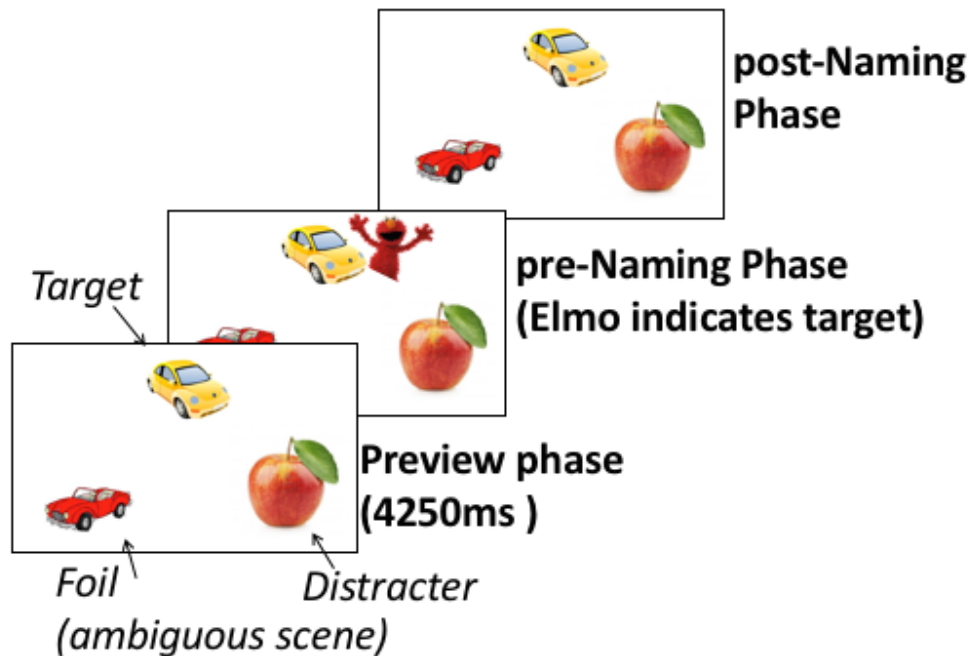 post-Naming
Phase
Target
pre-Naming Phase
(Elmo indicates target)
Preview phase
(4250ms )
Foil
(ambiguous scene)
Distracter